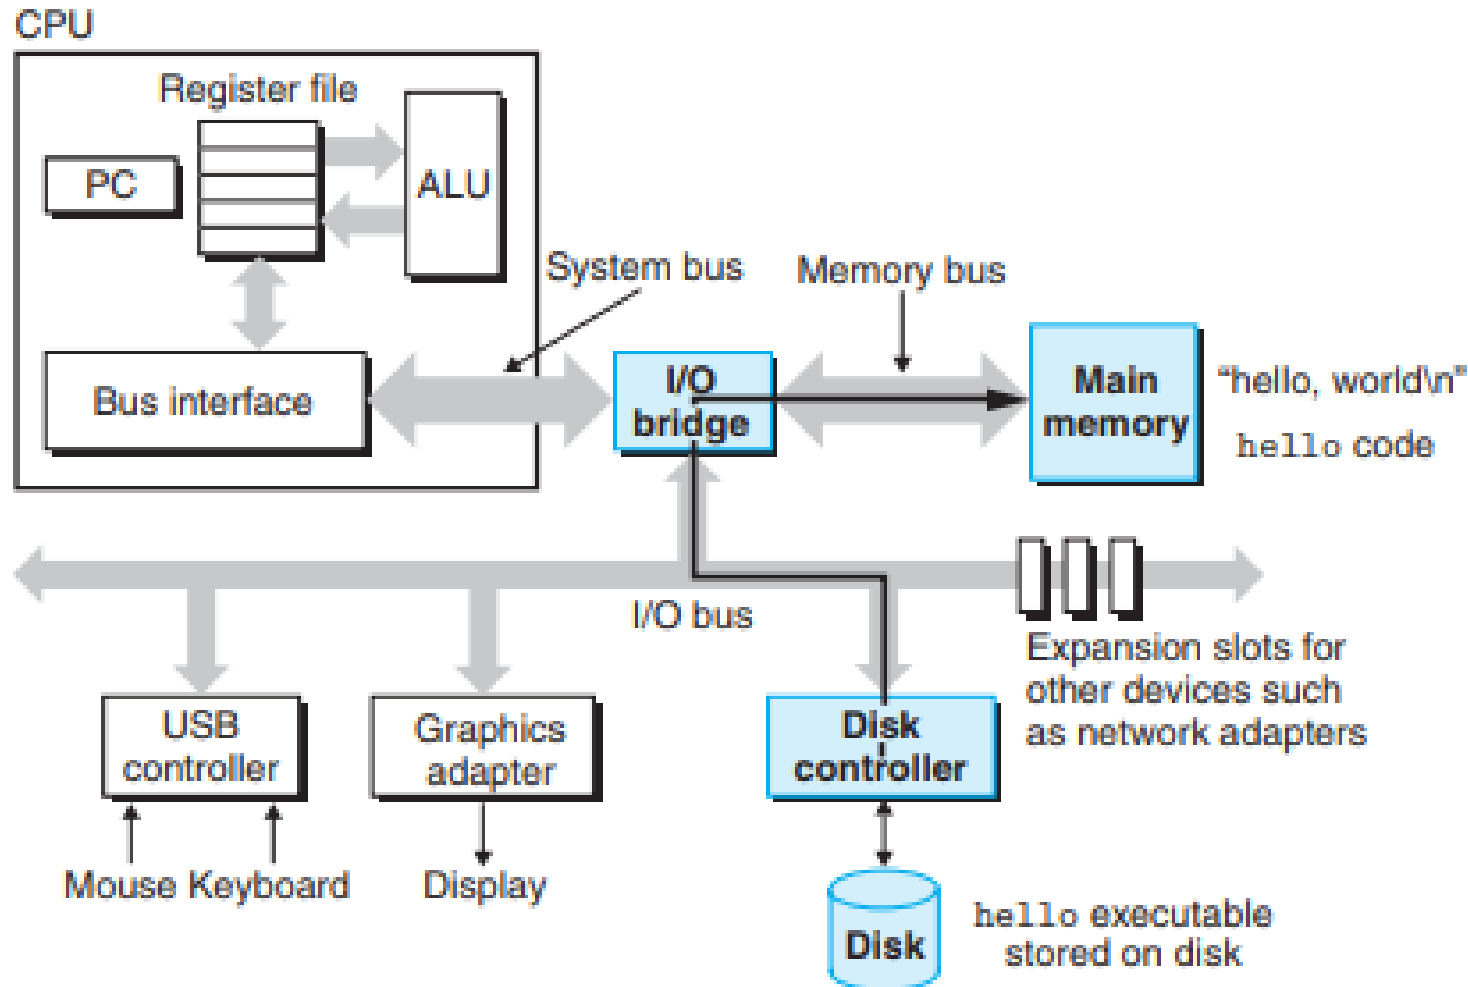 CPU
Register file
PC
ALU
System bus
Memory bus
Bus interface
I/O
bridge
Main
memory
"hello, world\n"
hello code
I/O bus
Expansion slots for
other devices such
as network adapters
USB
controller
Graphics
adapter
Disk
controller
Mouse Keyboard
Display
Disk
hello executable
stored on disk